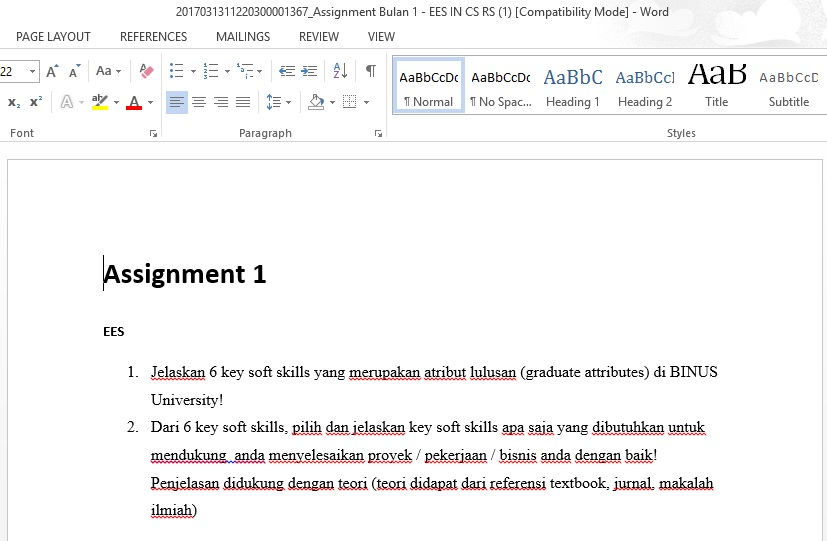 2017031311220300001367_Assignment Bulan 1 - EES IN CS RS (1) [Compatibility Mode] - Word
PAGE LAYOUT REFERENCES MAILINGS REVIEW VIEW
22 A A Aa
AaBbCcDc AaBbCcDc AaBbC AaBbCcI AaB AaBbCcD
x₂ x² A ab A
¶ Normal ¶ No Spac... Heading 1 Heading 2 Title Subtitle
Font Paragraph Styles
Assignment 1
EES
1. Jelaskan 6 key soft skills yang merupakan atribut lulusan (graduate attributes) di BINUS
University!
2. Dari 6 key soft skills, pilih dan jelaskan key soft skills apa saja yang dibutuhkan untuk
mendukung anda menyelesaikan proyek / pekerjaan / bisnis anda dengan baik!
Penjelasan didukung dengan teori (teori didapat dari referensi textbook, jurnal, makalah
ilmiah)